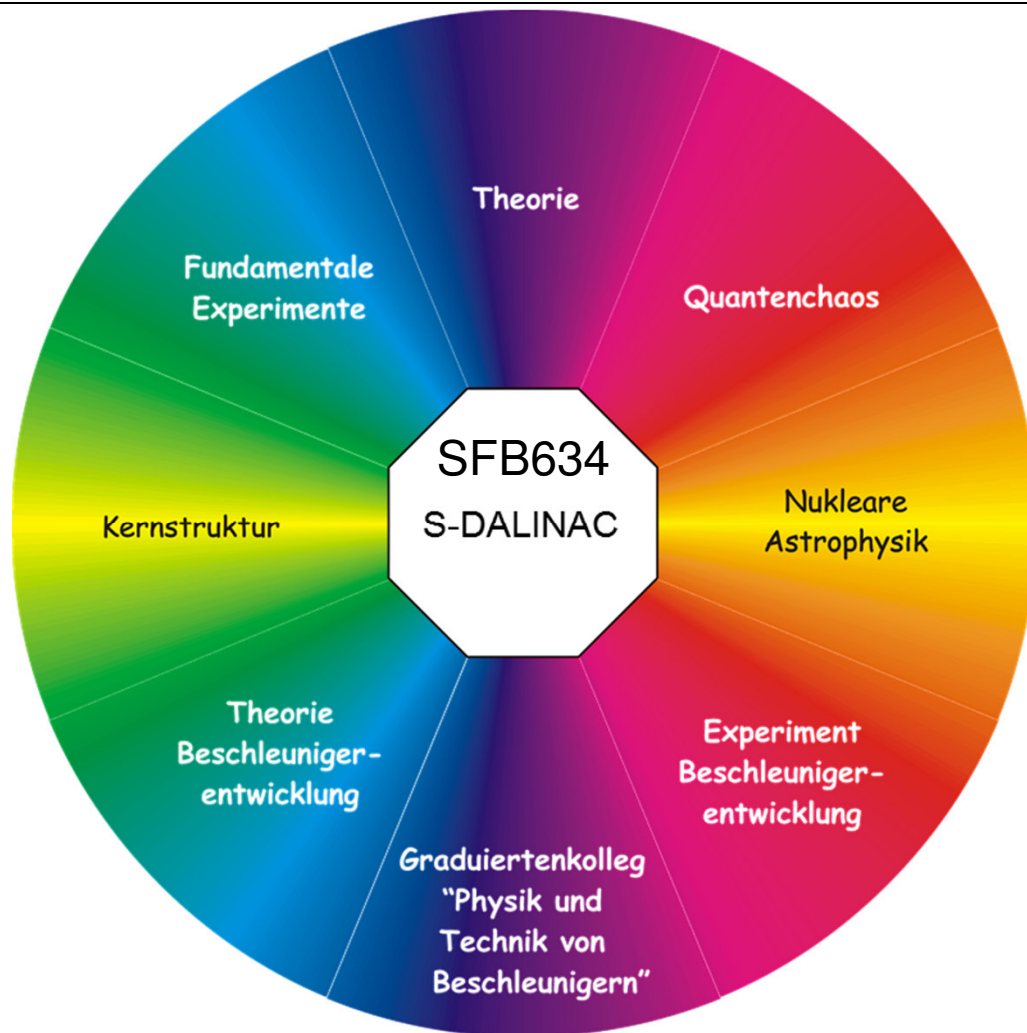 Theorie
Fundamentale
Experimente
Quantenchaos
SFB634
S-DALINAC
Kernstruktur
Nukleare
Astrophysik
Theorie
Beschleuniger-
entwicklung
Experiment
Beschleuniger-
entwicklung
Graduiertenkolleg
“Physik und
Technik von
Beschleunigern”